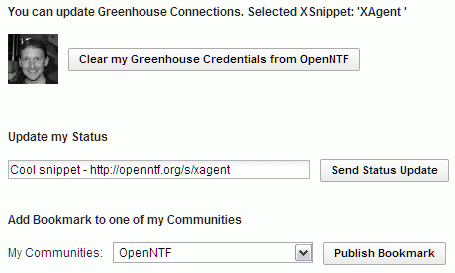 You can update Greenhouse Connections. Selected XSnippet: 'XAgent '
Clear my Greenhouse Credentials from OpenNTF
Update my Status
Cool snippet - http://openntf.org/s/xagent Send Status Update
Add Bookmark to one of my Communities
My Communities: OpenNTF Publish Bookmark